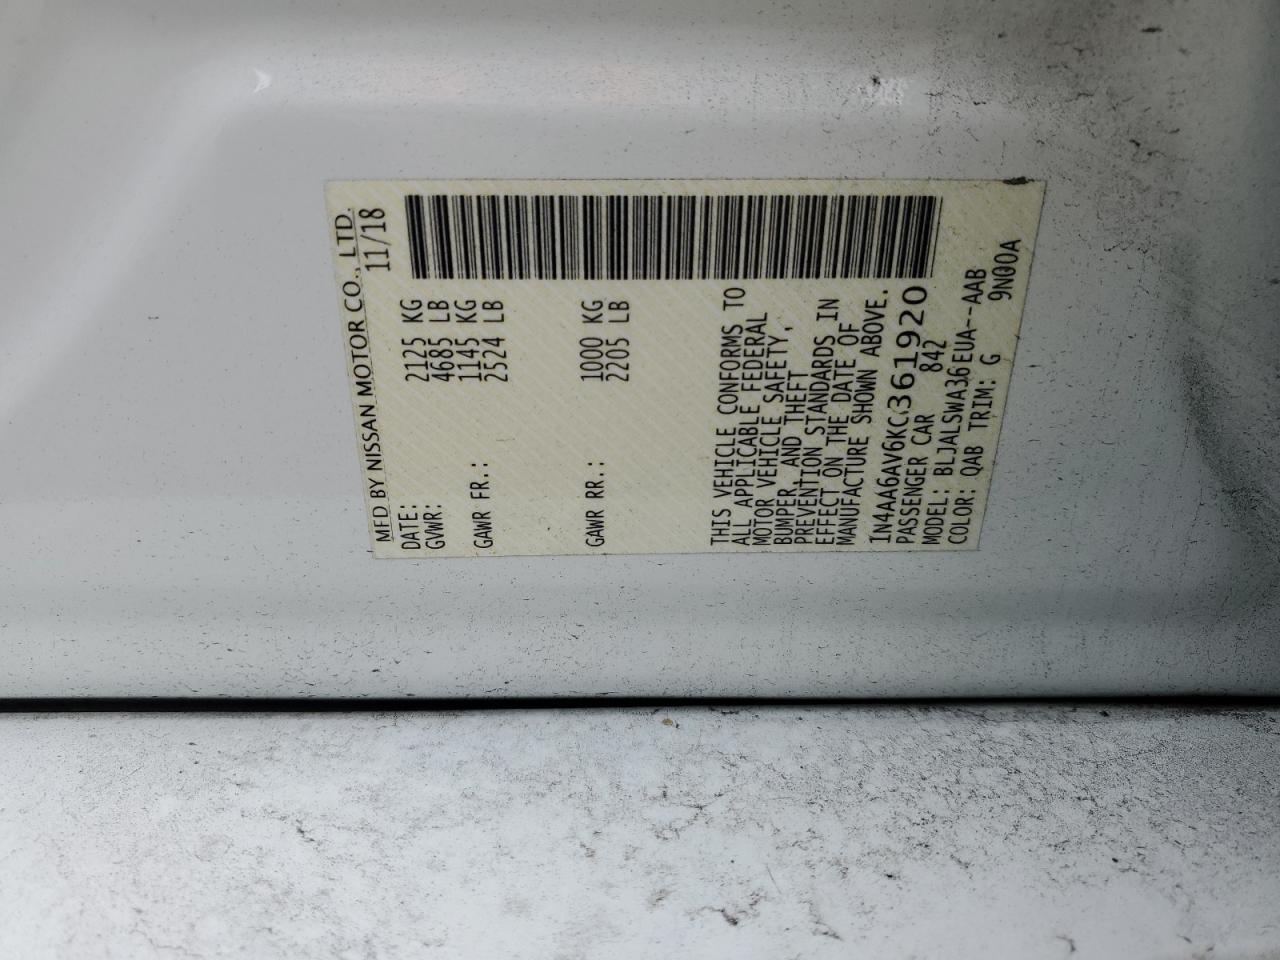 MFD BY NISSAN MOTOR CO., LTD.
DATE: 11/18
GVWR: 2125 KG
4685 LB
GAWR FR.: 1145 KG
2524 LB
GAWR RR.: 1000 KG
2205 LB
THIS VEHICLE CONFORMS TO
ALL APPLICABLE FEDERAL
MOTOR VEHICLE SAFETY,
BUMPER, AND THEFT
PREVENTION STANDARDS IN
EFFECT ON THE DATE OF
MANUFACTURE SHOWN ABOVE.
1N4AA6AV6KC361920
PASSENGER CAR 842
MODEL: BLJALSWA36EUA--AAB
COLOR: QAB TRIM: G 9N00A